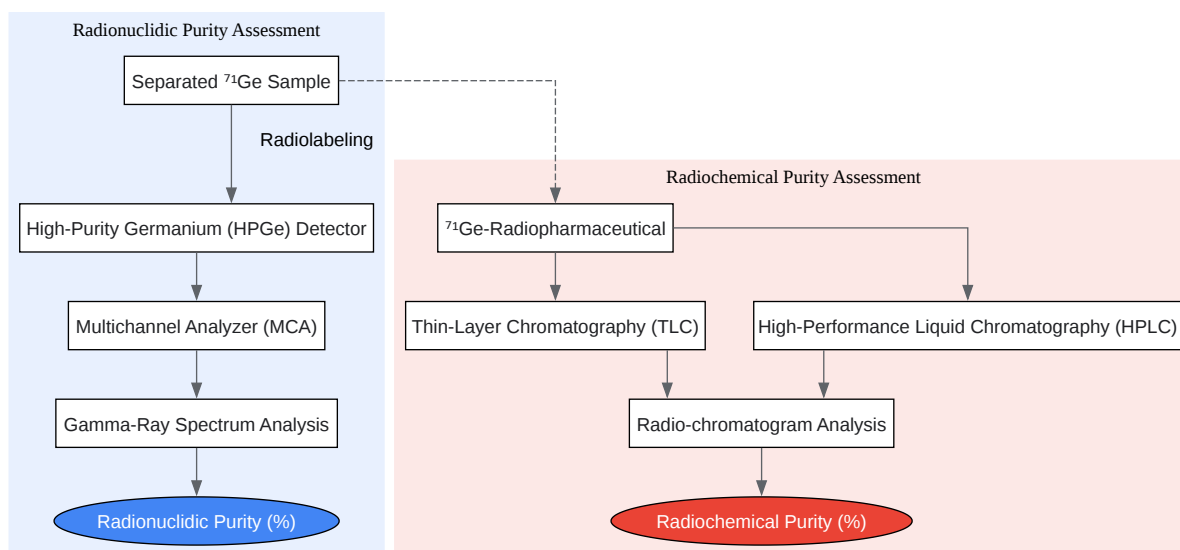 Radionuclidic Purity Assessment
Separated ⁷¹Ge Sample
Radiolabeling
High-Purity Germanium (HPGe) Detector
Multichannel Analyzer (MCA)
Gamma-Ray Spectrum Analysis
Radionuclidic Purity (%)
Radiochemical Purity Assessment
⁷¹Ge-Radiopharmaceutical
Thin-Layer Chromatography (TLC)
High-Performance Liquid Chromatography (HPLC)
Radio-chromatogram Analysis
Radiochemical Purity (%)